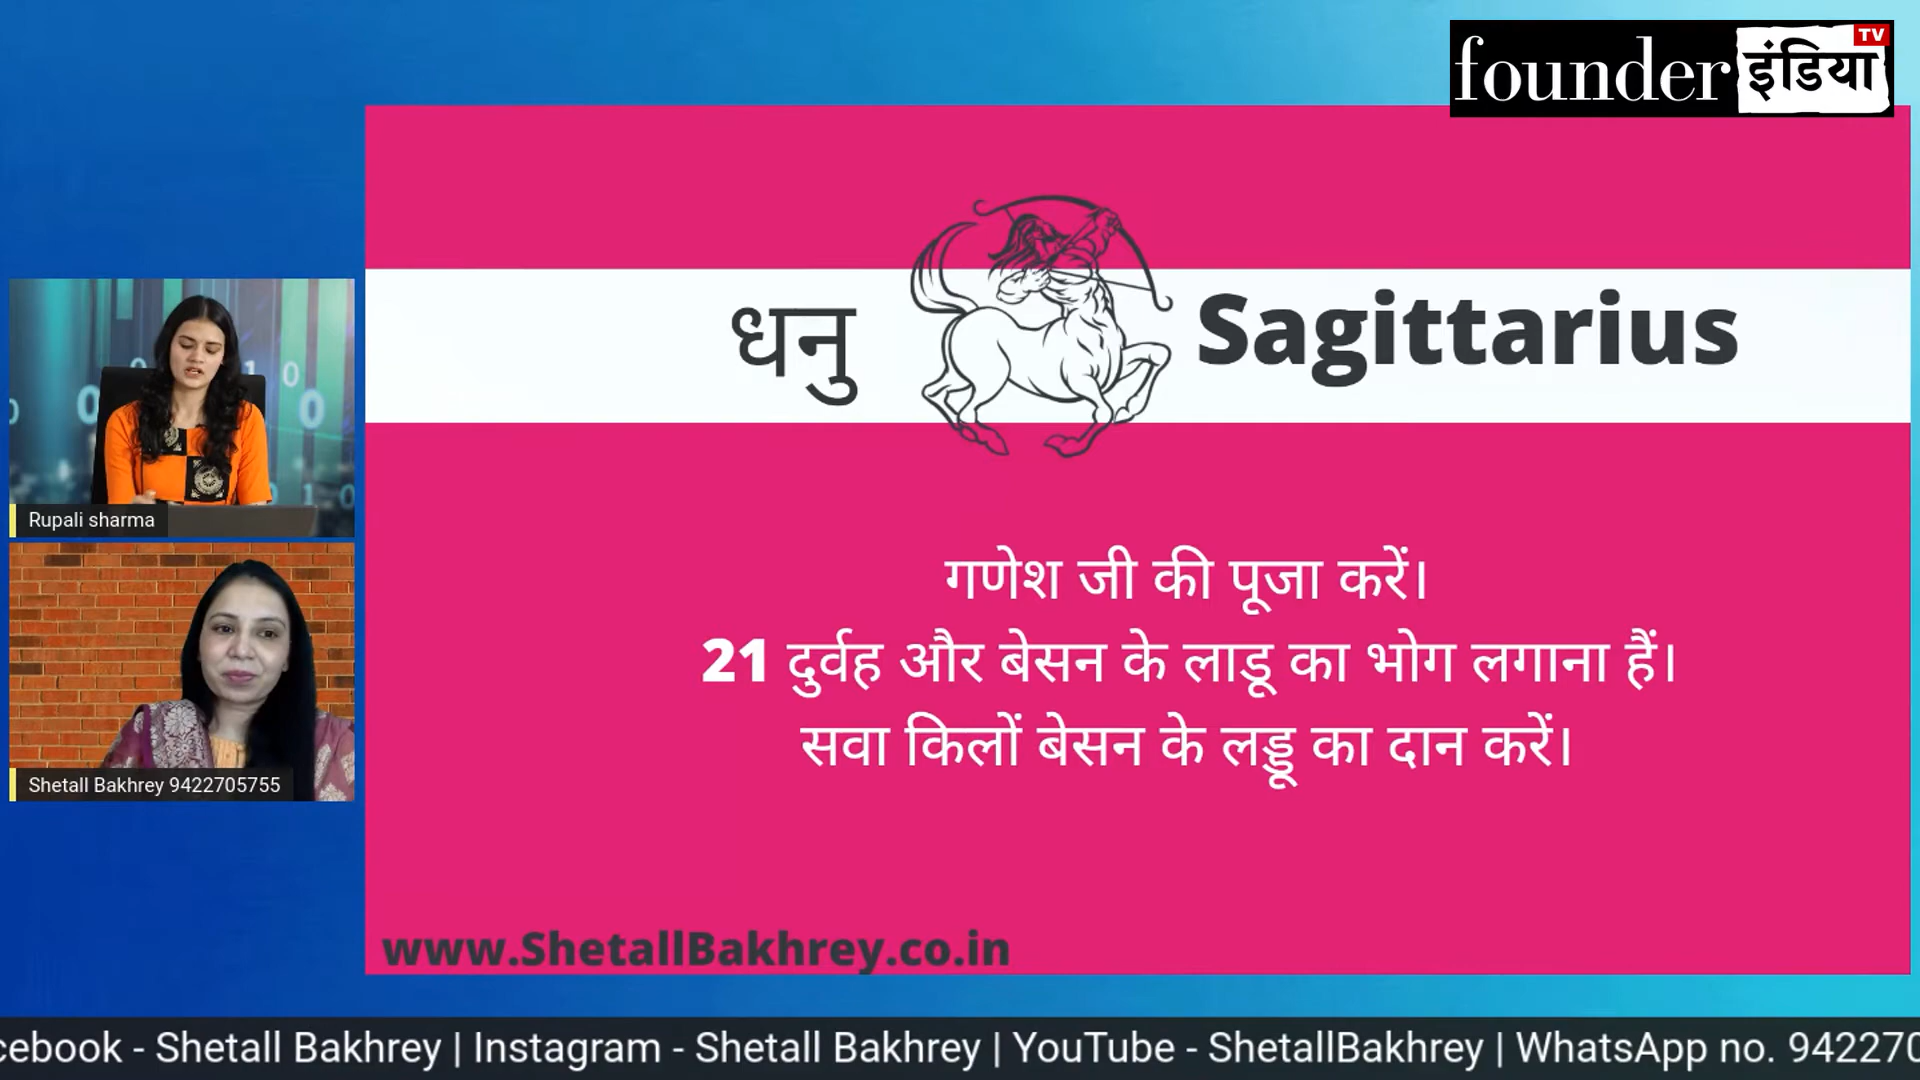 founder इंडिया TV
धनु Sagittarius
गणेश जी की पूजा करें।
21 दुर्वह और बेसन के लाडू का भोग लगाना हैं।
सवा किलों बेसन के लड्डू का दान करें।
Rupali sharma
Shetall Bakhrey 9422705755
www.ShetallBakhrey.co.in
cebook - Shetall Bakhrey | Instagram - Shetall Bakhrey | YouTube - ShetallBakhrey | WhatsApp no. 942270